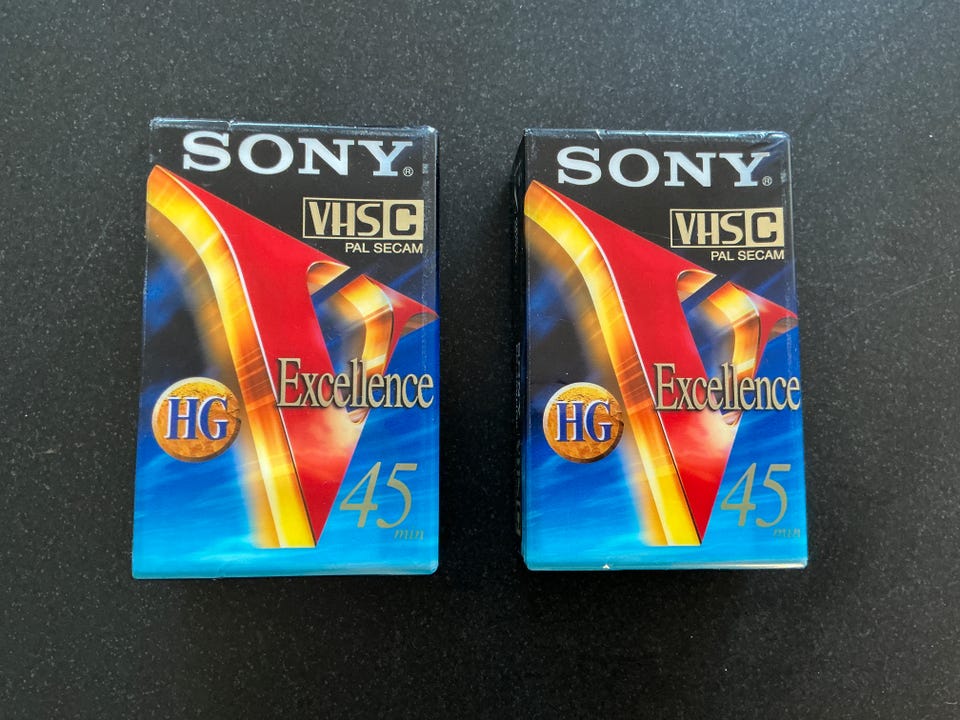 SONY®
VHSC
PAL SECAM
Excellence
HG
45
min
SONY®
VHSC
PAL SECAM
Excellence
HG
45
min